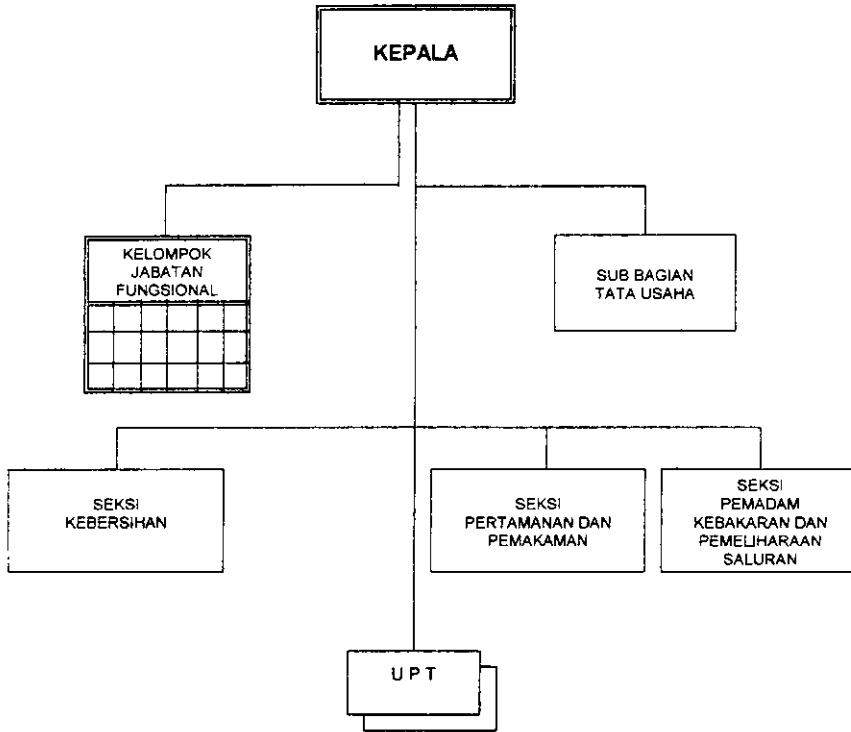 KEPALA
KELOMPOK
JABATAN
FUNGSIONAL
SUB BAGIAN
TATA USAHA
SEKSI
KEBERSIHAN
SEKSI
PERTAMANAN DAN
PEMAKAMAN
SEKSI
PEMADAM
KEBAKARAN DAN
PEMELIHARAAN
SALURAN
U P T